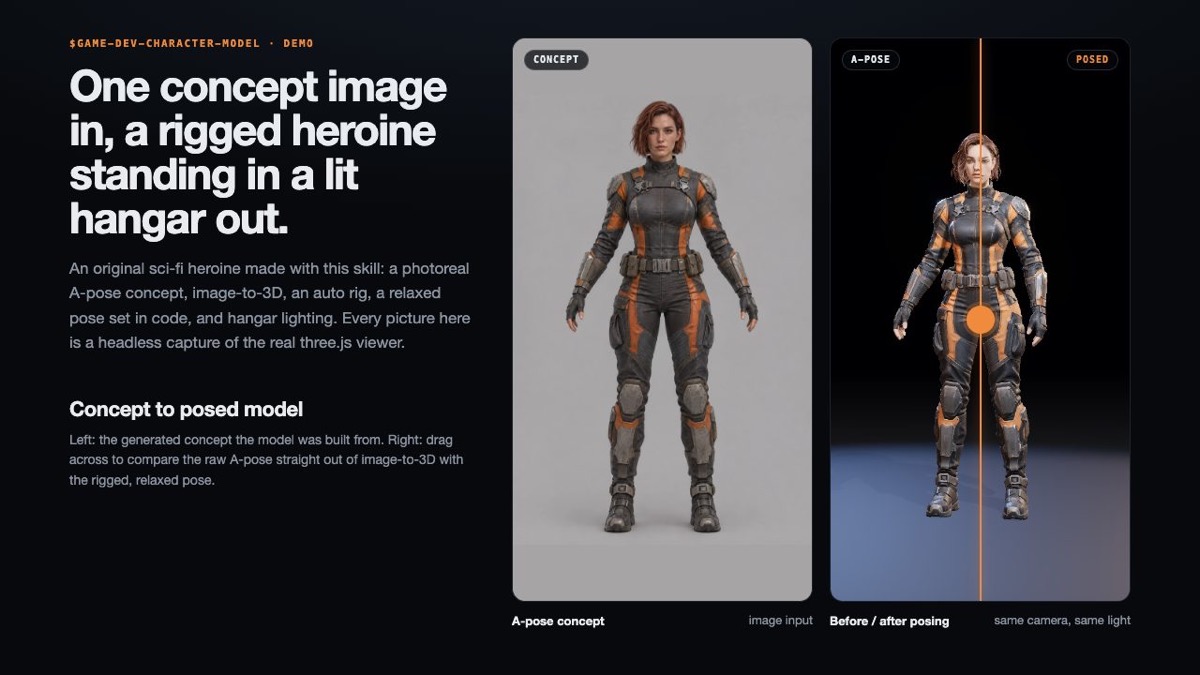 $GAME-DEV-CHARACTER-MODEL · DEMO
One concept image
in, a rigged heroine
standing in a lit
hangar out.
An original sci-fi heroine made with this skill: a photoreal
A-pose concept, image-to-3D, an auto rig, a relaxed
pose set in code, and hangar lighting. Every picture here
is a headless capture of the real three.js viewer.
Concept to posed model
Left: the generated concept the model was built from. Right: drag
across to compare the raw A-pose straight out of image-to-3D with
the rigged, relaxed pose.
CONCEPT
A-pose concept
image input
A-POSE
POSED
Before / after posing
same camera, same light